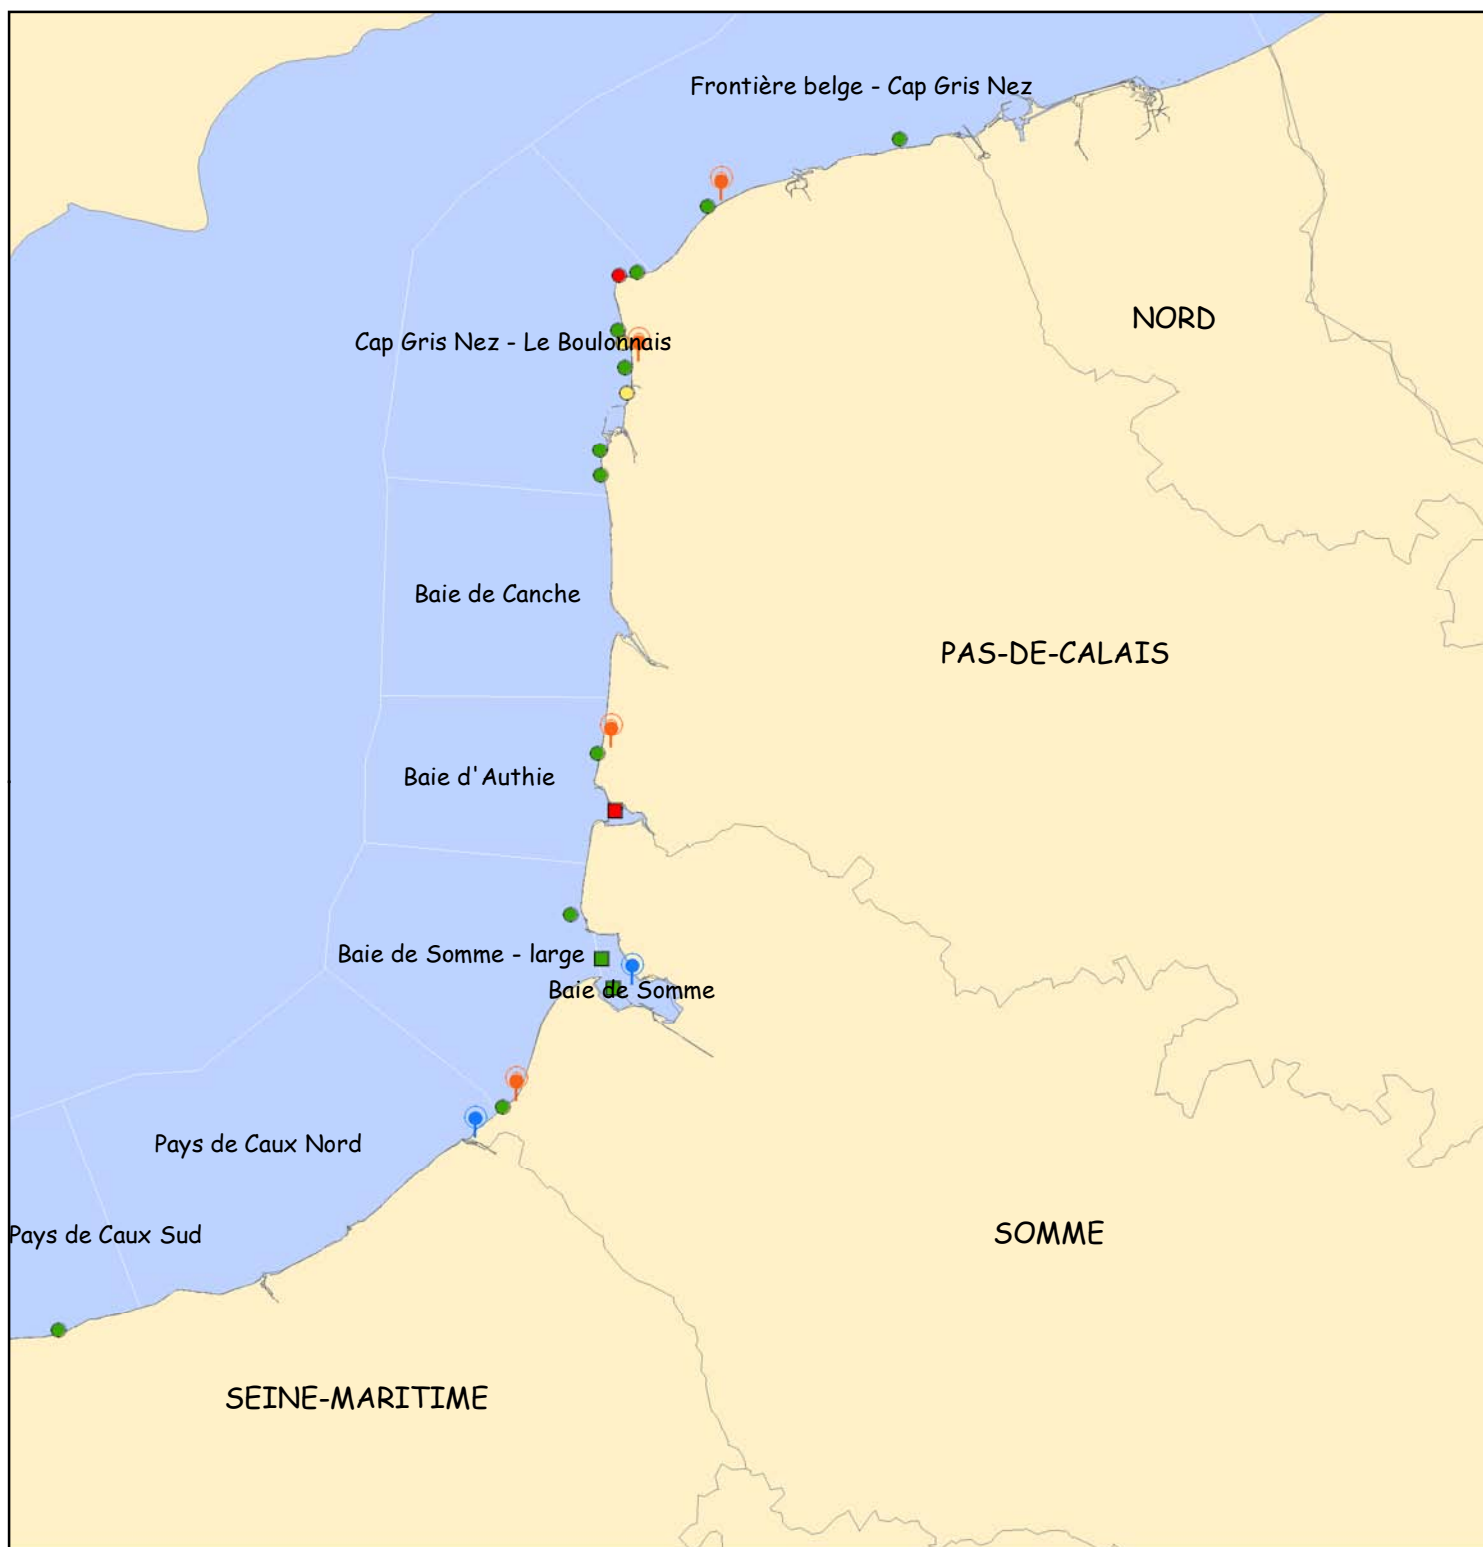 Frontière belge - Cap Gris Nez
NORD
Cap Gris Nez - Le Boulonnais
Baie de Canche
PAS-DE-CALAIS
Baie d'Authie
Baie de Somme - large
Baie de Somme
Pays de Caux Nord
Pays de Caux Sud
SOMME
SEINE-MARITIME